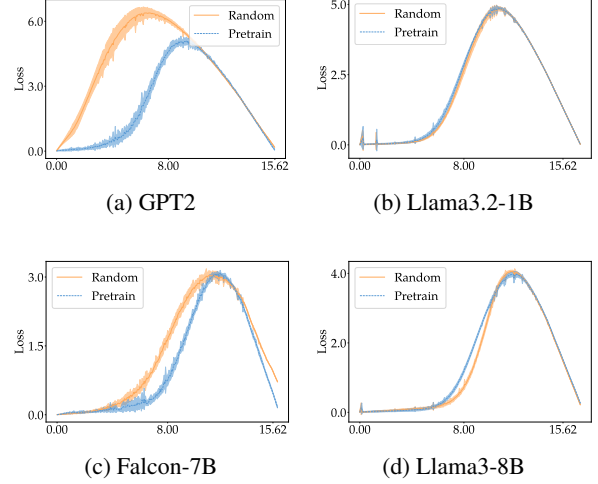 6.0
3.0
0.0
Loss
Random
Pretrain
0.00
8.00
15.62
(a) GPT2
5.0
2.5
0.0
Loss
Random
Pretrain
0.00
8.00
15.62
(b) Llama3.2-1B
3.0
1.5
0.0
Loss
Random
Pretrain
0.00
8.00
15.62
(c) Falcon-7B
4.0
2.0
0.0
Loss
Random
Pretrain
0.00
8.00
15.62
(d) Llama3-8B